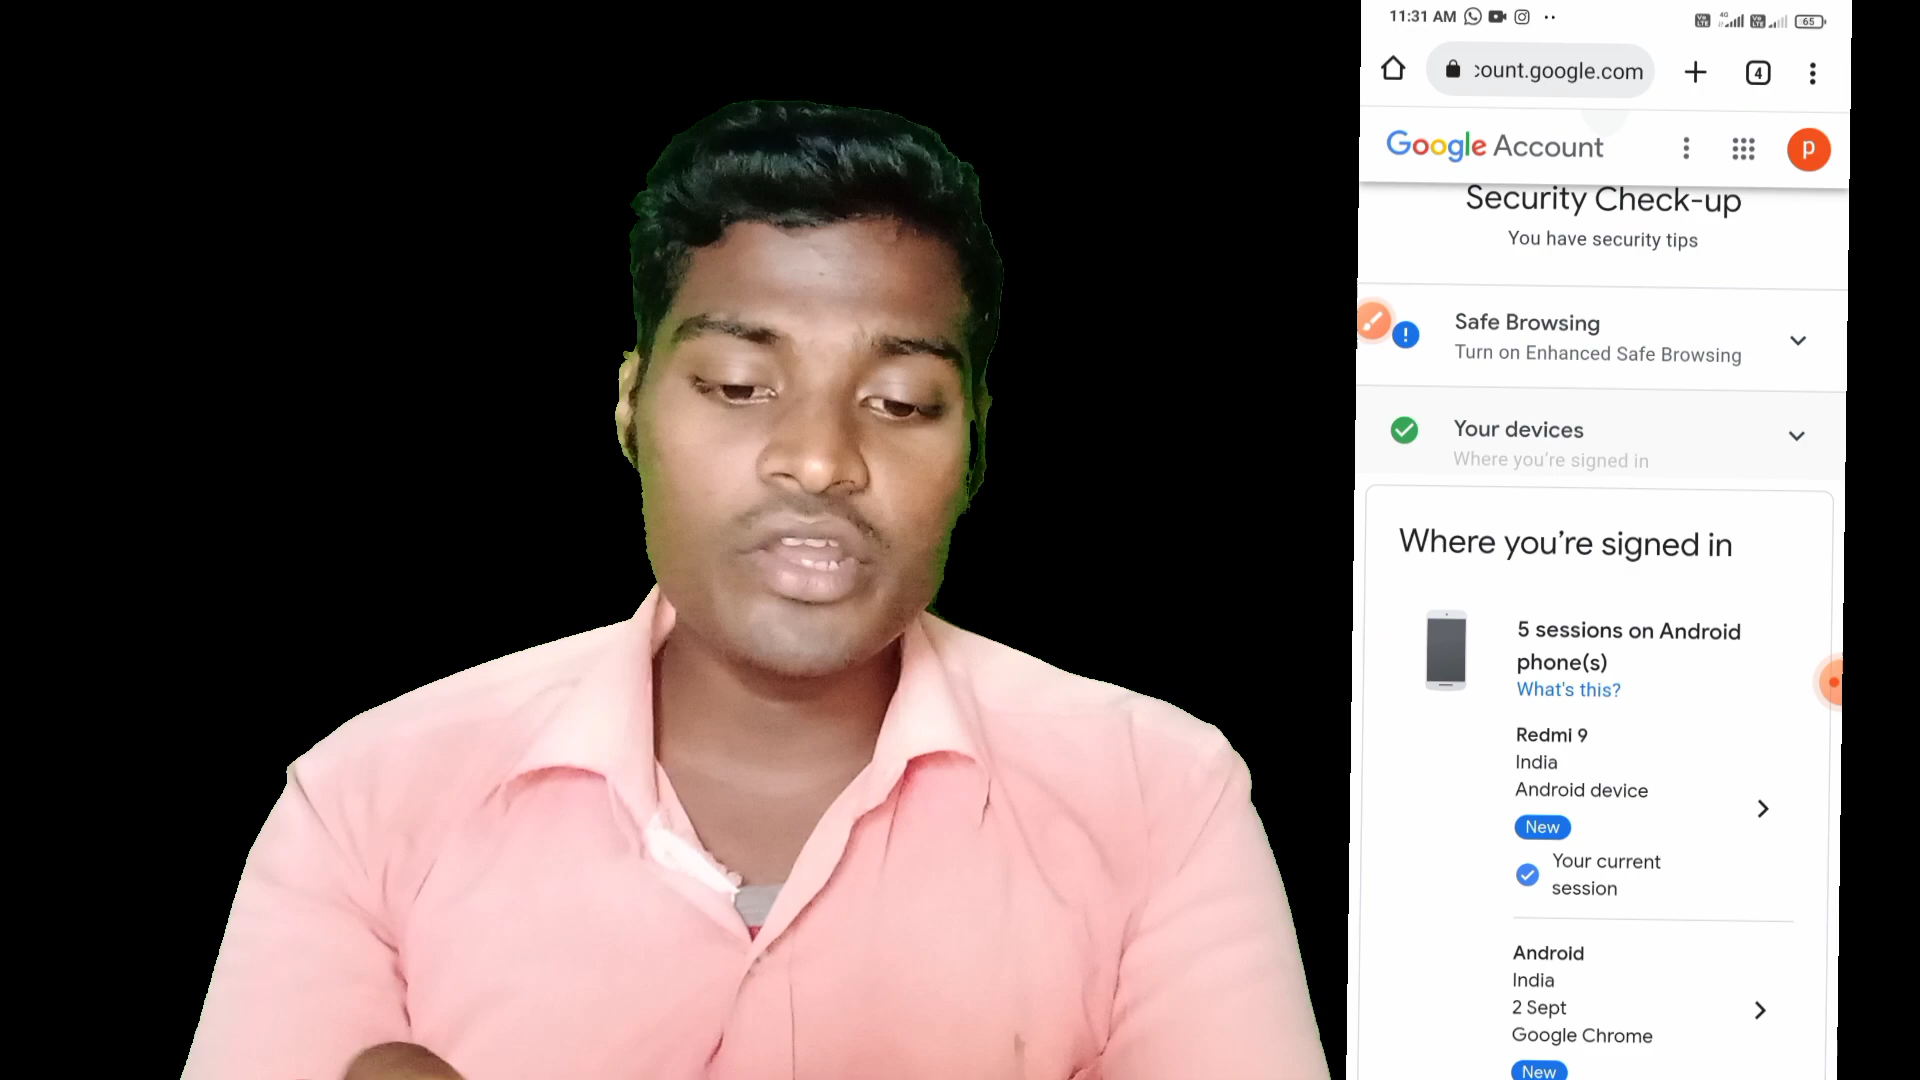 11:31 AM
65
:ount.google.com
4
Google Account
p
Security Check-up
You have security tips
Safe Browsing
Turn on Enhanced Safe Browsing
Your devices
Where you're signed in
Where you're signed in
5 sessions on Android
phone(s)
What's this?
Redmi 9
India
Android device
New
Your current
session
Android
India
2 Sept
Google Chrome
New